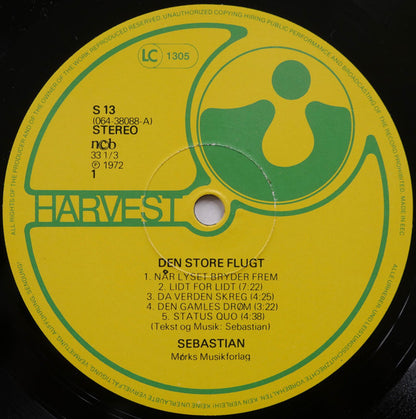 LC 1305
S 13
(064-38088-A)
STEREO
ncb
33 1/3
℗ 1972
1
HARVEST
DEN STORE FLUGT
1. NÅR LYSET BRYDER FREM
2. LIDT FOR LIDT (7:22)
3. DA VERDEN SKREG (4:25)
4. DEN GAMLES DRØM (3:22)
5. STATUS QUO (4:38)
(Tekst og Musik: Sebastian)
SEBASTIAN
Mørks Musikforlag
ALL RIGHTS OF THE PRODUCER AND OF THE OWNER OF THE WORK REPRODUCED RESERVED. UNAUTHORIZED COPYING HIRING PUBLIC PERFORMANCE AND BROADCASTING OF THE RECORD PROHIBITED. MADE IN EEC